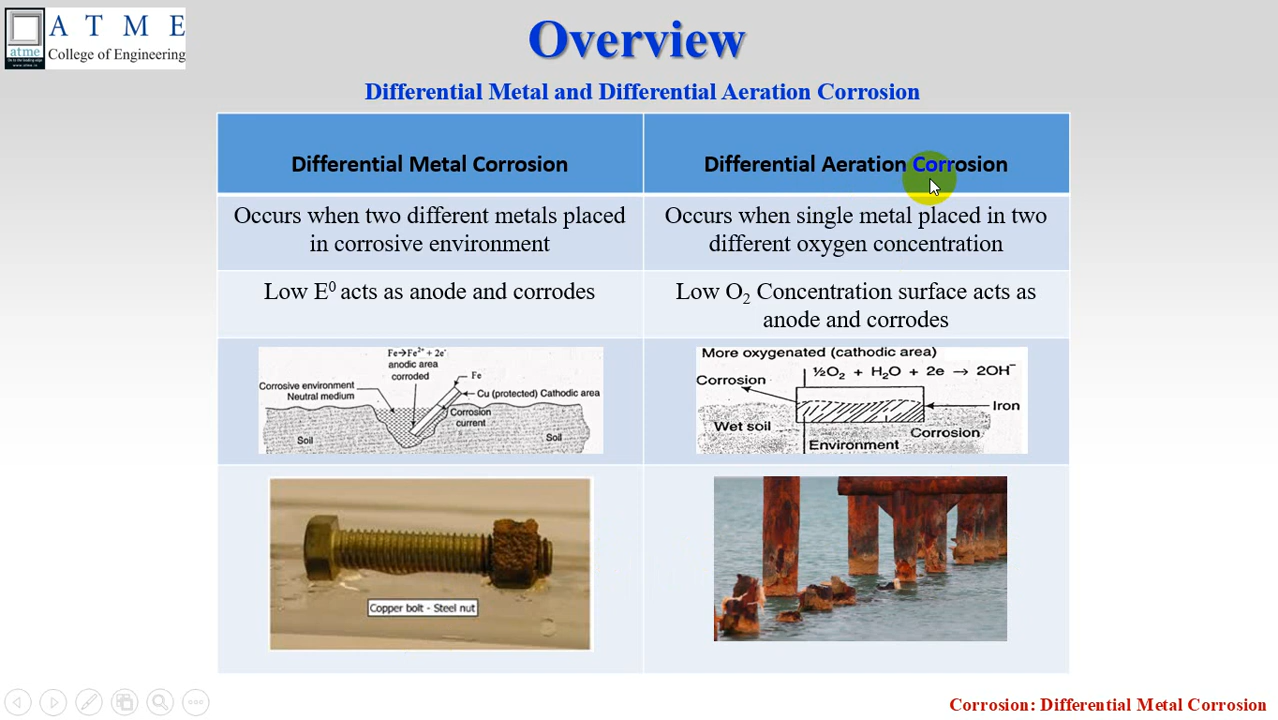 A T M E
College of Engineering
atme
Overview
Differential Metal and Differential Aeration Corrosion
Differential Metal Corrosion
Differential Aeration Corrosion
Occurs when two different metals placed
in corrosive environment
Occurs when single metal placed in two
different oxygen concentration
Low E⁰ acts as anode and corrodes
Low O₂ Concentration surface acts as
anode and corrodes
Fe→Fe²⁺ + 2e⁻
anodic area
corroded
Fe
Corrosive environment
Neutral medium
Cu (protected) Cathodic area
Corrosion
current
Soil
Soil
More oxygenated (cathodic area)
½O₂ + H₂O + 2e → 2OH⁻
Corrosion
Iron
Wet soil
Corrosion
Environment
Copper bolt - Steel nut
Corrosion: Differential Metal Corrosion